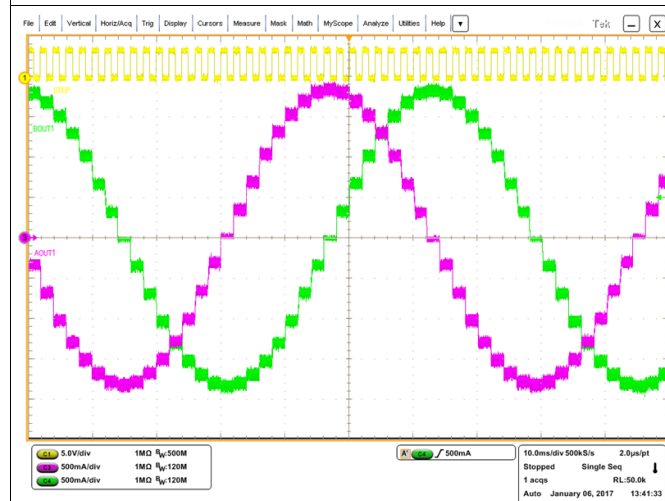 File Edit Vertical Horiz/Acq Trig Display Cursors Measure Mask Math MyScope Analyze Utilities Help Tek X
1
STEP
BOUT1
3
AOUT1
C1 5.0V/div 1MΩ BW:500M
C3 500mA/div 1MΩ BW:120M
C4 500mA/div 1MΩ BW:120M
A' C4 500mA
10.0ms/div 500kS/s 2.0µs/pt
Stopped Single Seq
1 acqs RL:50.0k
Auto January 06, 2017 13:41:33